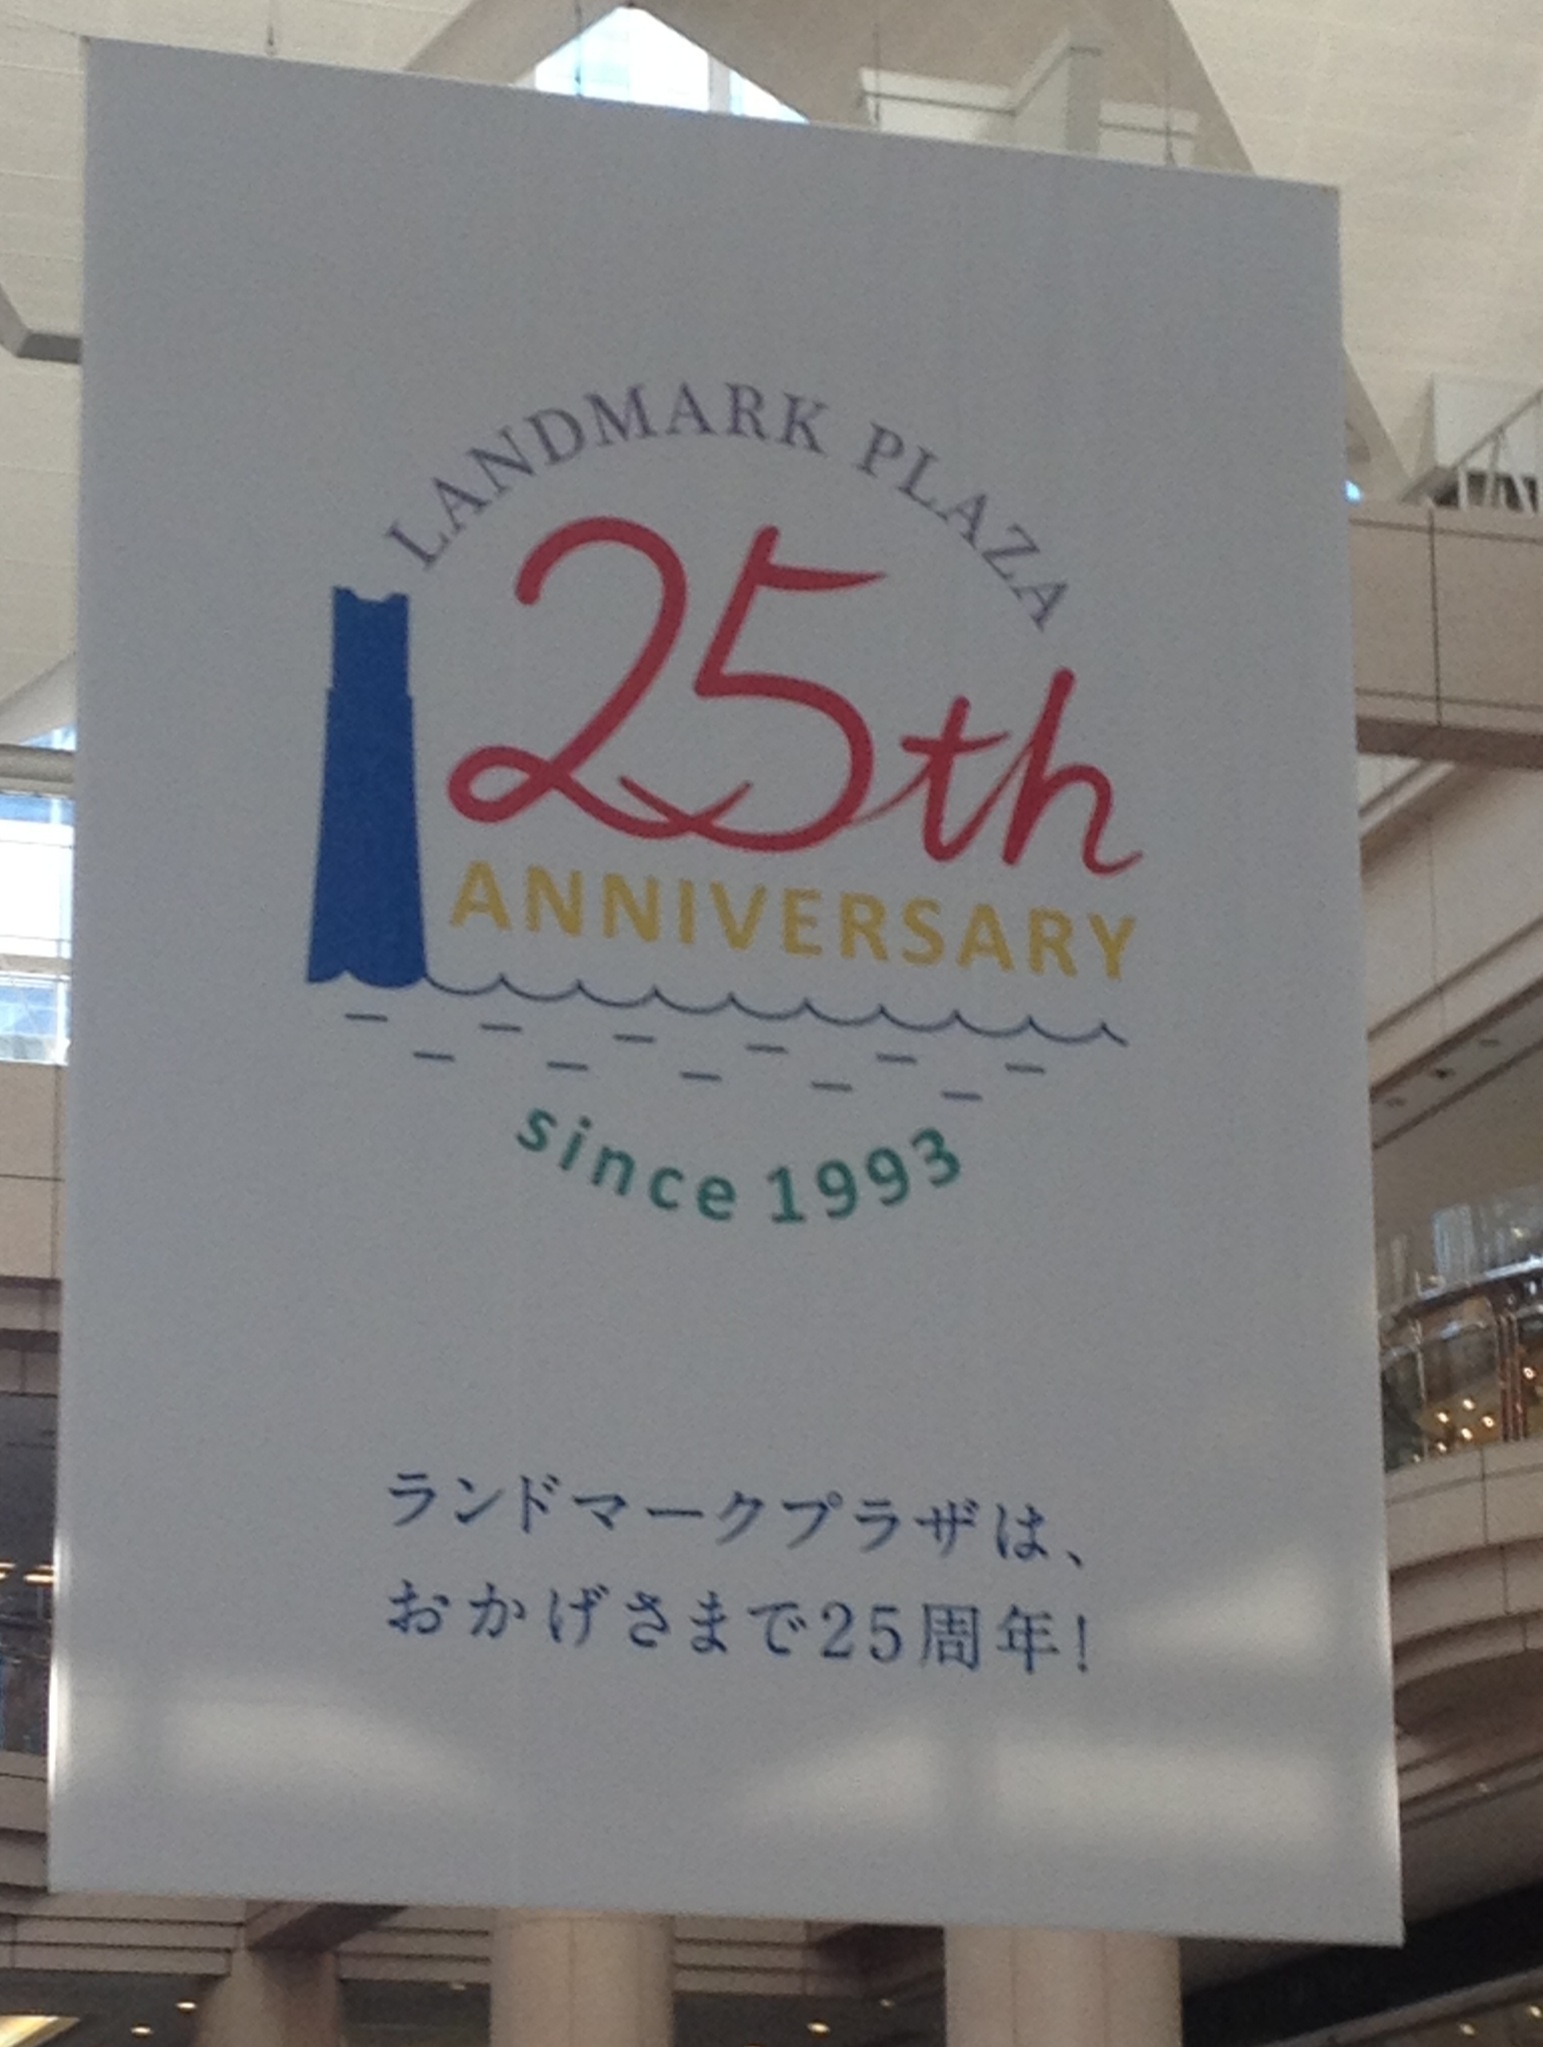 LANDMARK PLAZA
25th
ANNIVERSARY
since 1993
ランドマークプラザは、
おかげさまで25周年!